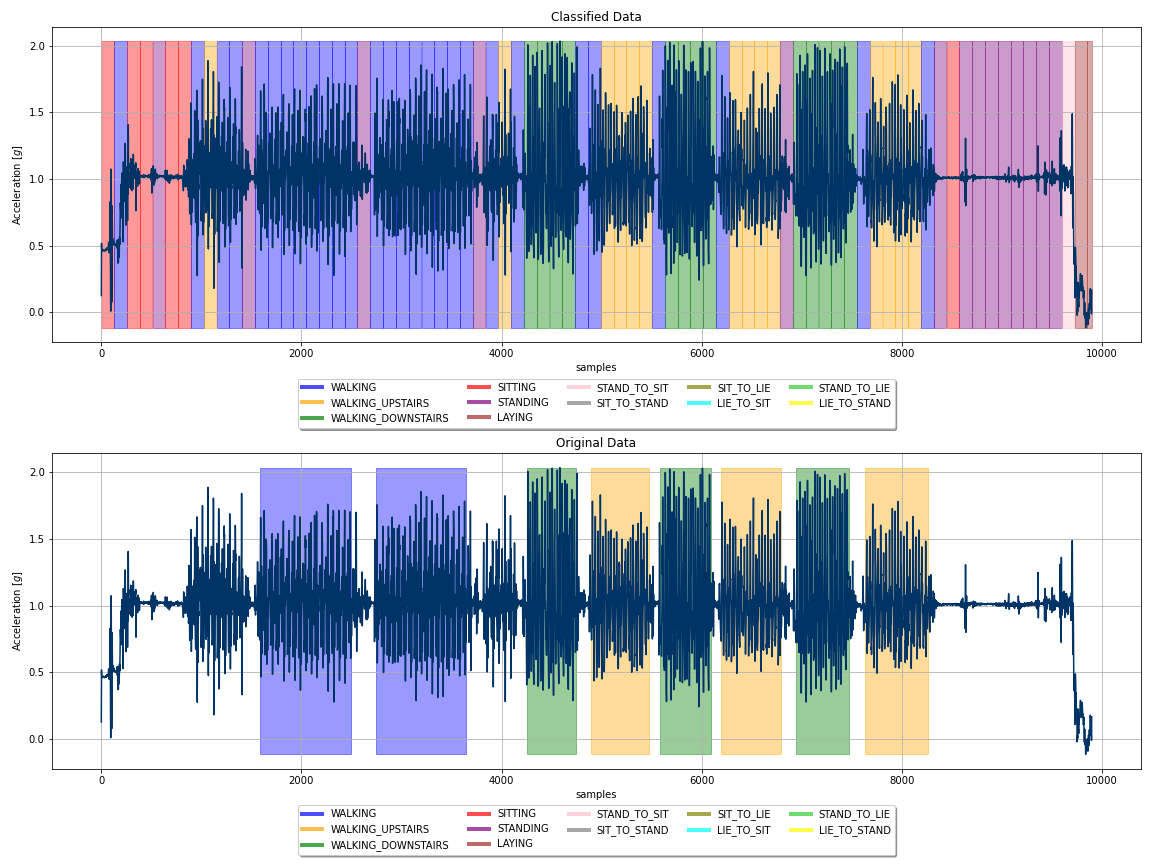 Classified Data
2.0
1.5
1.0
0.5
0.0
Acceleration [g]
0 2000 4000 6000 8000 10000
samples
WALKING SITTING STAND_TO_SIT SIT_TO_LIE STAND_TO_LIE
WALKING_UPSTAIRS STANDING SIT_TO_STAND LIE_TO_SIT LIE_TO_STAND
WALKING_DOWNSTAIRS LAYING
Original Data
2.0
1.5
1.0
0.5
0.0
Acceleration [g]
0 2000 4000 6000 8000 10000
samples
WALKING SITTING STAND_TO_SIT SIT_TO_LIE STAND_TO_LIE
WALKING_UPSTAIRS STANDING SIT_TO_STAND LIE_TO_SIT LIE_TO_STAND
WALKING_DOWNSTAIRS LAYING